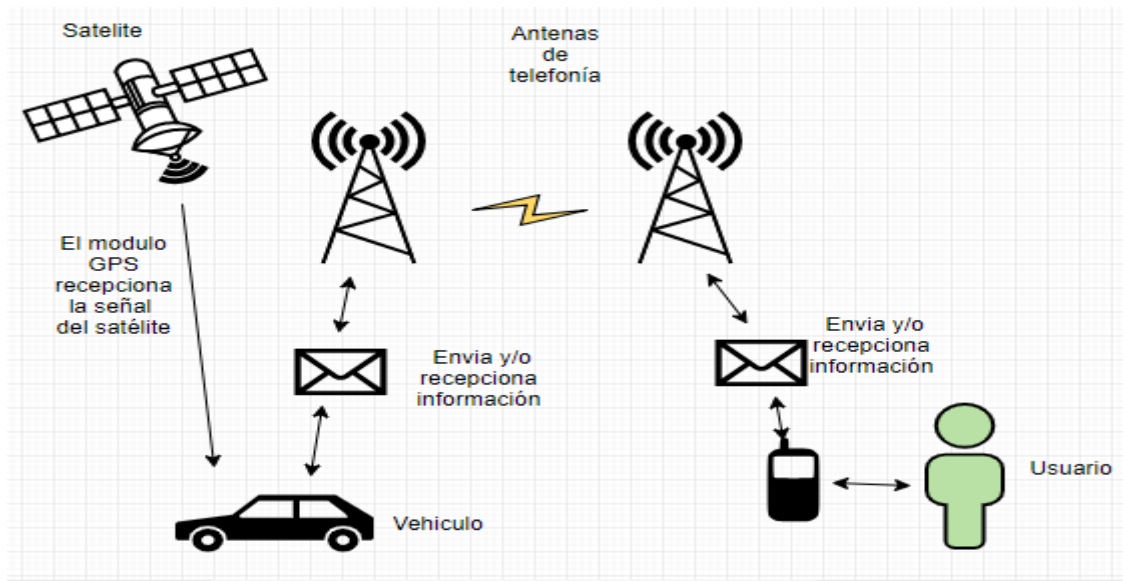 Satelite
Antenas
de
telefonía
El modulo
GPS
recepciona
la señal
del satélite
Envia y/o
recepciona
información
Envia y/o
recepciona
información
Vehiculo
Usuario